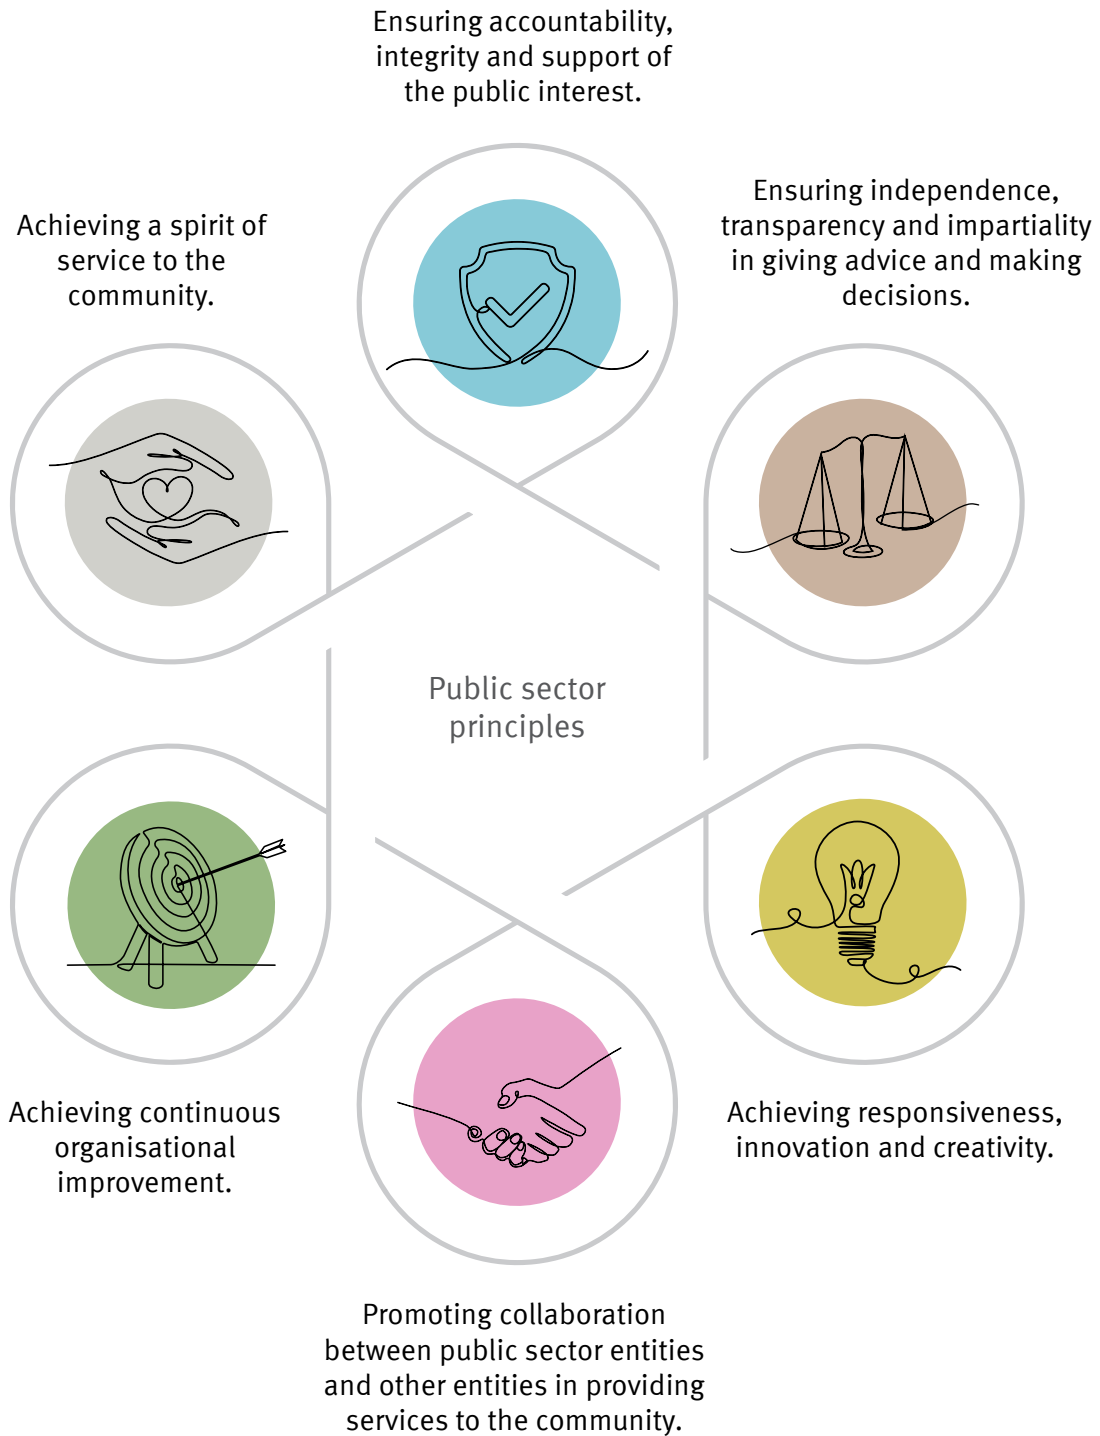 Ensuring accountability,
integrity and support of
the public interest.
Ensuring independence,
transparency and impartiality
in giving advice and making
decisions.
Achieving a spirit of
service to the
community.
Public sector
principles
Achieving continuous
organisational
improvement.
Achieving responsiveness,
innovation and creativity.
Promoting collaboration
between public sector entities
and other entities in providing
services to the community.